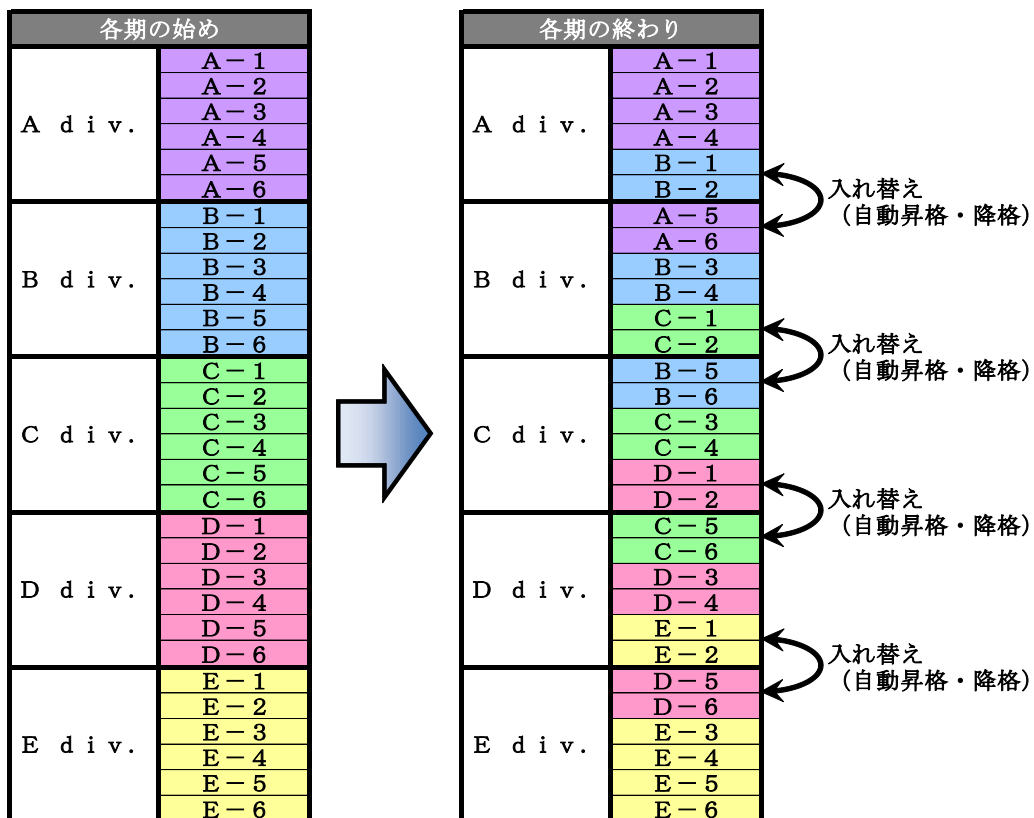 各期の始め
A div.
A－1
A－2
A－3
A－4
A－5
A－6
B div.
B－1
B－2
B－3
B－4
B－5
B－6
C div.
C－1
C－2
C－3
C－4
C－5
C－6
D div.
D－1
D－2
D－3
D－4
D－5
D－6
E div.
E－1
E－2
E－3
E－4
E－5
E－6
各期の終わり
A div.
A－1
A－2
A－3
A－4
B－1
B－2
B div.
A－5
A－6
B－3
B－4
C－1
C－2
C div.
B－5
B－6
C－3
C－4
D－1
D－2
D div.
C－5
C－6
D－3
D－4
E－1
E－2
E div.
D－5
D－6
E－3
E－4
E－5
E－6
入れ替え
（自動昇格・降格）
入れ替え
（自動昇格・降格）
入れ替え
（自動昇格・降格）
入れ替え
（自動昇格・降格）